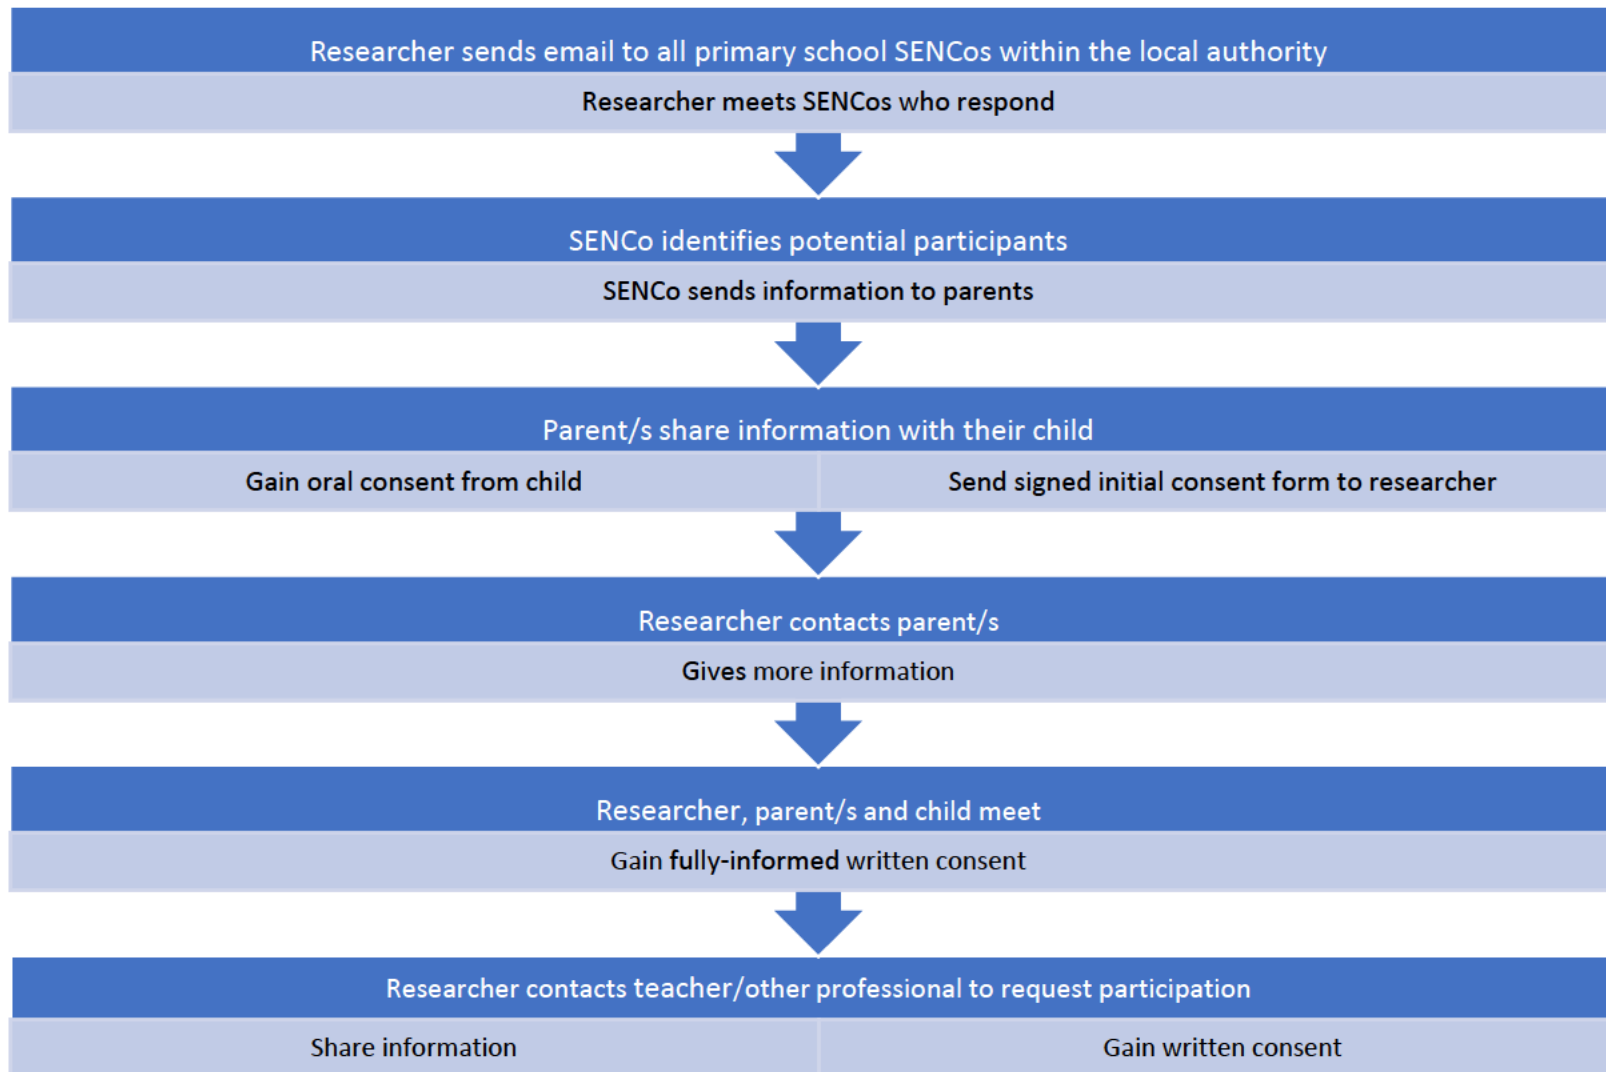 Researcher sends email to all primary school SENCos within the local authority
Researcher meets SENCos who respond
SENCo identifies potential participants
SENCo sends information to parents
Parent/s share information with their child
Gain oral consent from child
Send signed initial consent form to researcher
Researcher contacts parent/s
Gives more information
Researcher, parent/s and child meet
Gain fully-informed written consent
Researcher contacts teacher/other professional to request participation
Share information
Gain written consent